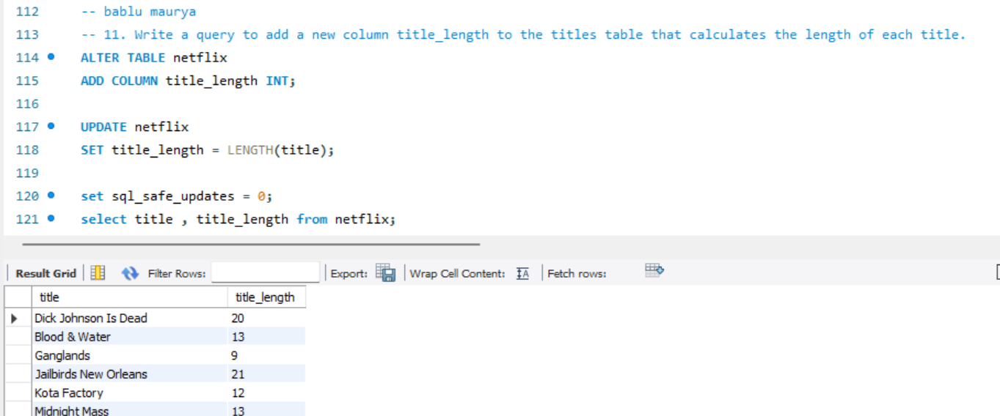 112 -- bablu maurya
113 -- 11. Write a query to add a new column title_length to the titles table that calculates the length of each title.
114 ALTER TABLE netflix
115 ADD COLUMN title_length INT;
116
117 UPDATE netflix
118 SET title_length = LENGTH(title);
119
120 set sql_safe_updates = 0;
121 select title , title_length from netflix;
Result Grid Filter Rows: Export: Wrap Cell Content: Fetch rows:
title title_length
Dick Johnson Is Dead 20
Blood & Water 13
Ganglands 9
Jailbirds New Orleans 21
Kota Factory 12
Midnight Mass 13